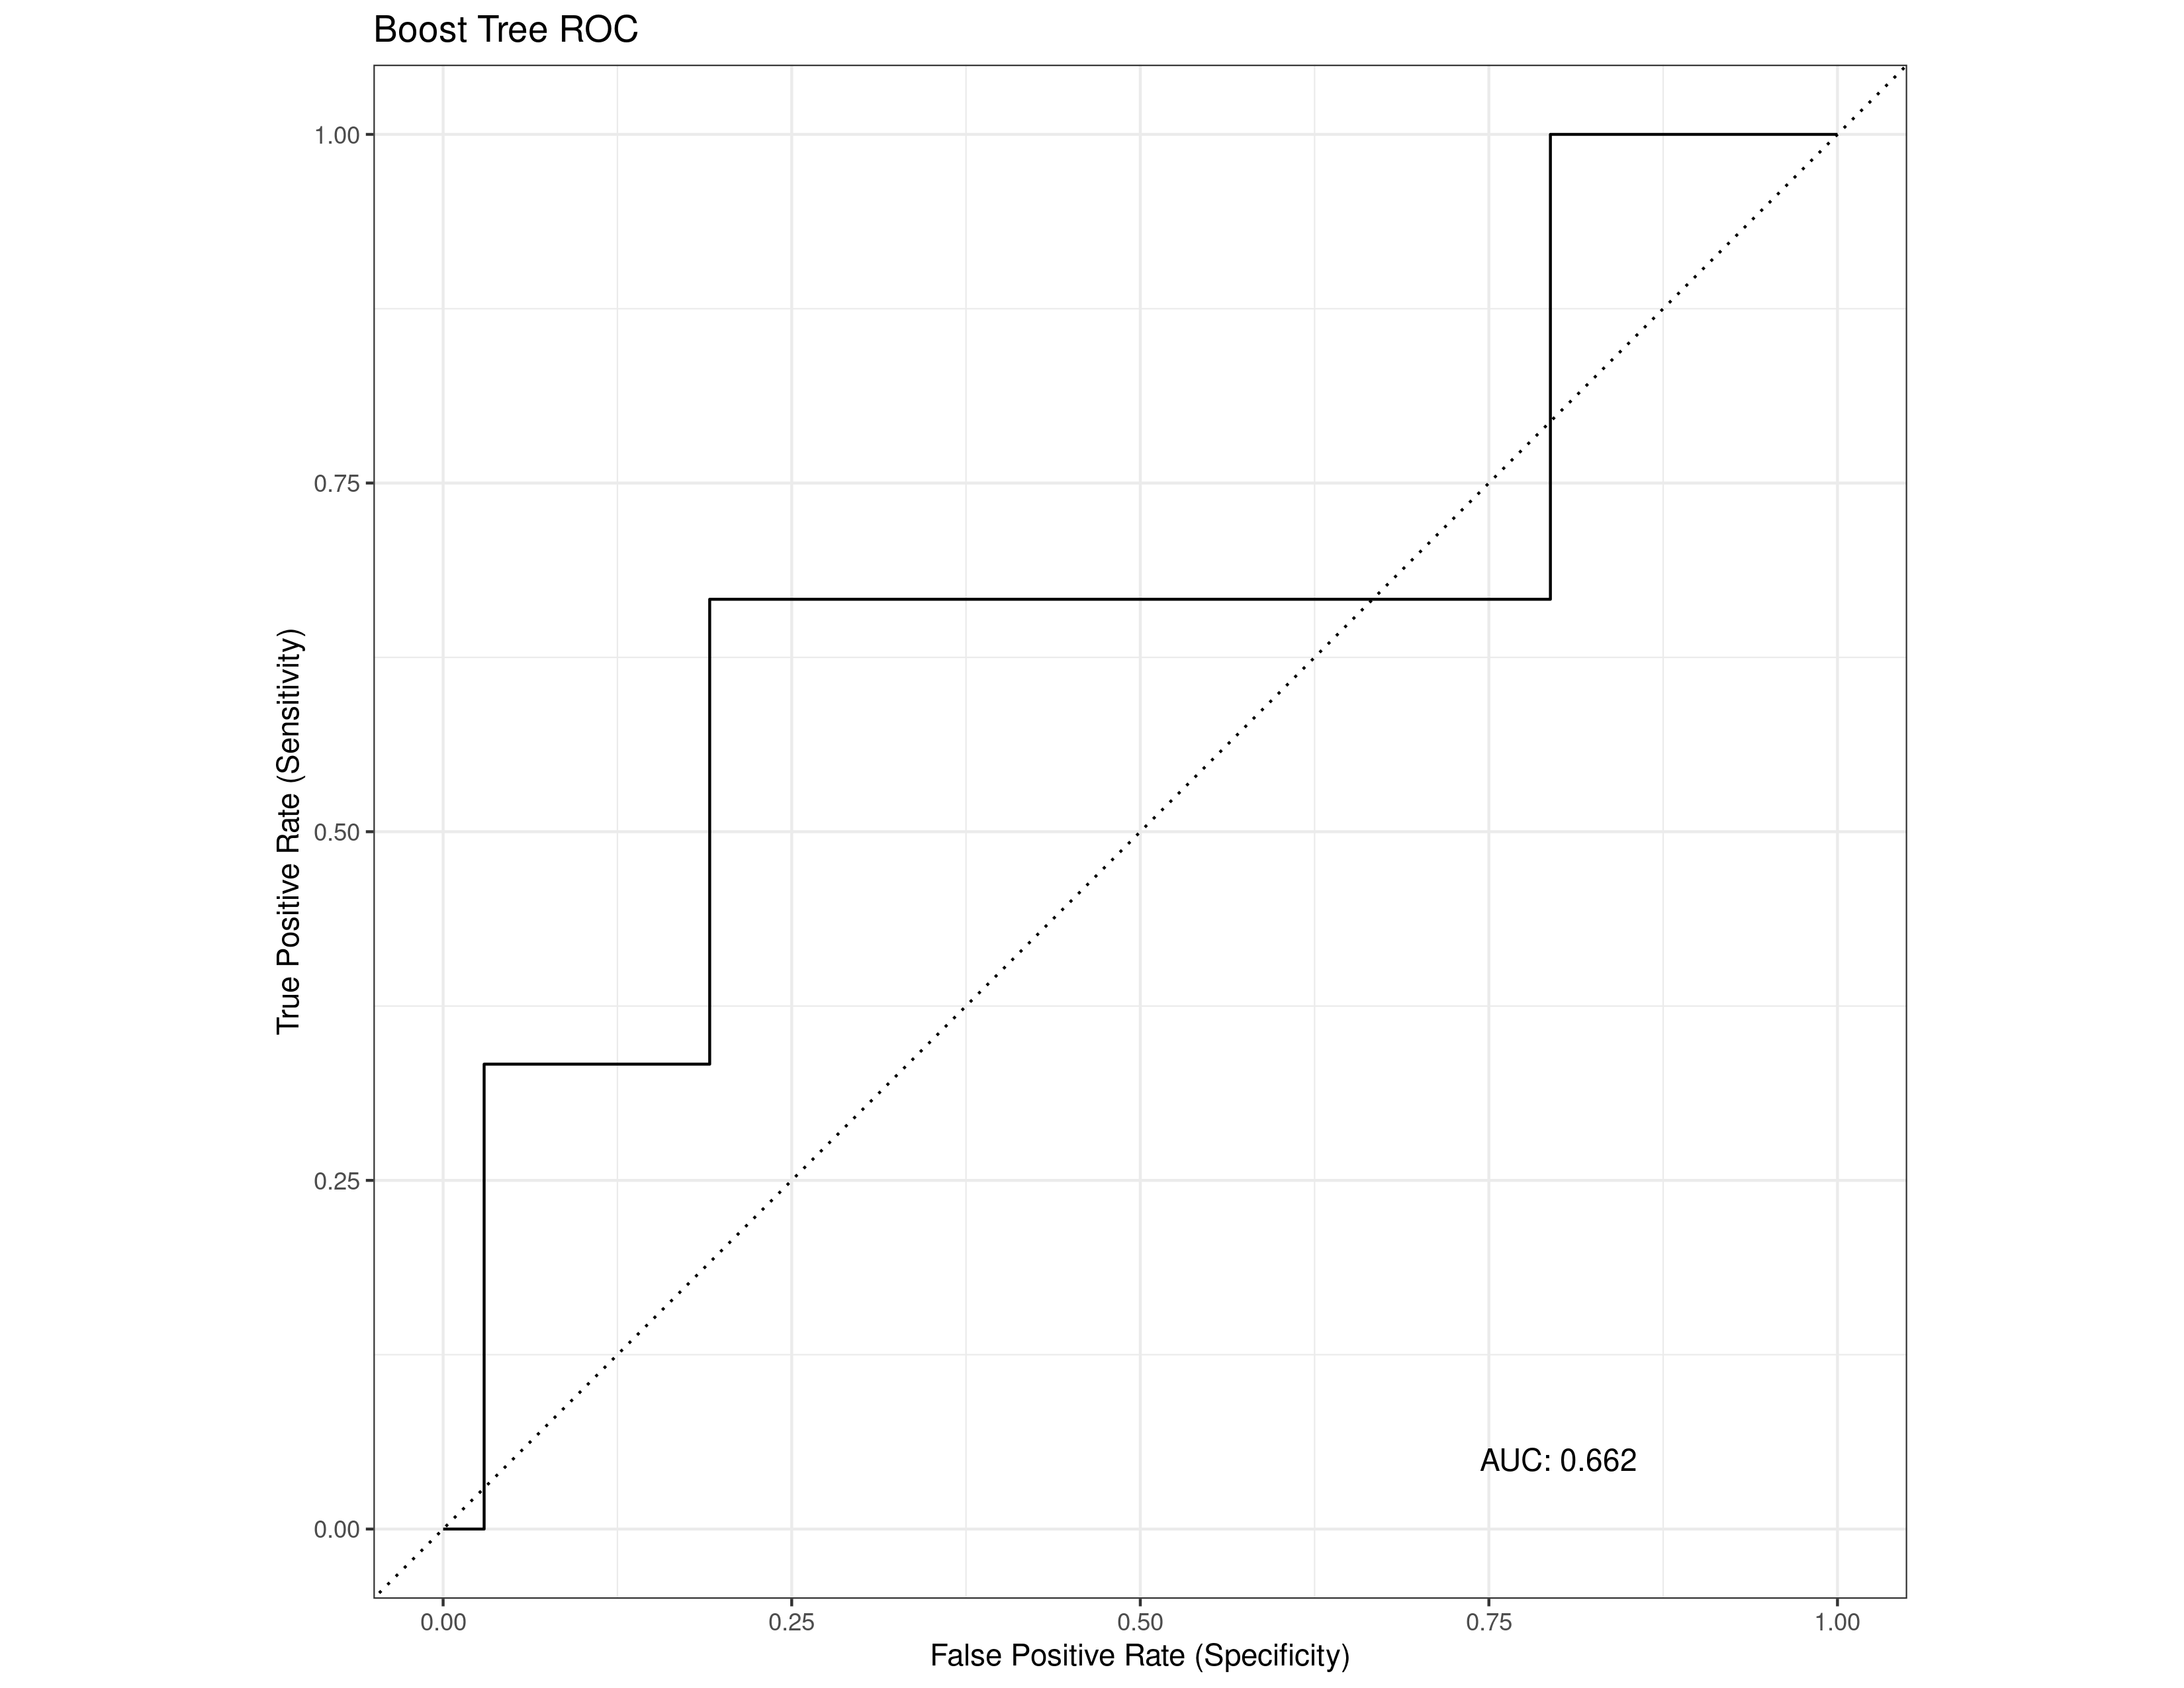 Boost Tree ROC
True Positive Rate (Sensitivity)
1.00
0.75
0.50
0.25
0.00
AUC: 0.662
0.00 0.25 0.50 0.75 1.00
False Positive Rate (Specificity)